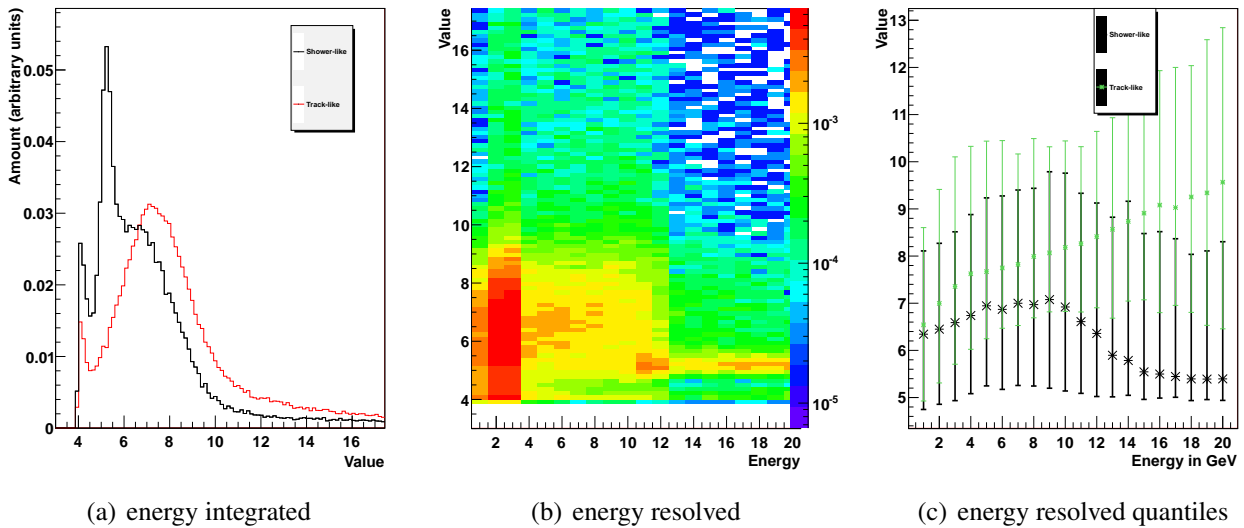 Amount (arbitrary units)
0.05
0.04
0.03
0.02
0.01
0
Shower-like
Track-like
4 6 8 10 12 14 16
Value
(a) energy integrated
Value
16
14
12
10
8
6
4
2 4 6 8 10 12 14 16 18 20
Energy
10-3
10-4
10-5
(b) energy resolved
Value
13
12
11
10
9
8
7
6
5
Shower-like
Track-like
2 4 6 8 10 12 14 16 18 20
Energy in GeV
(c) energy resolved quantiles